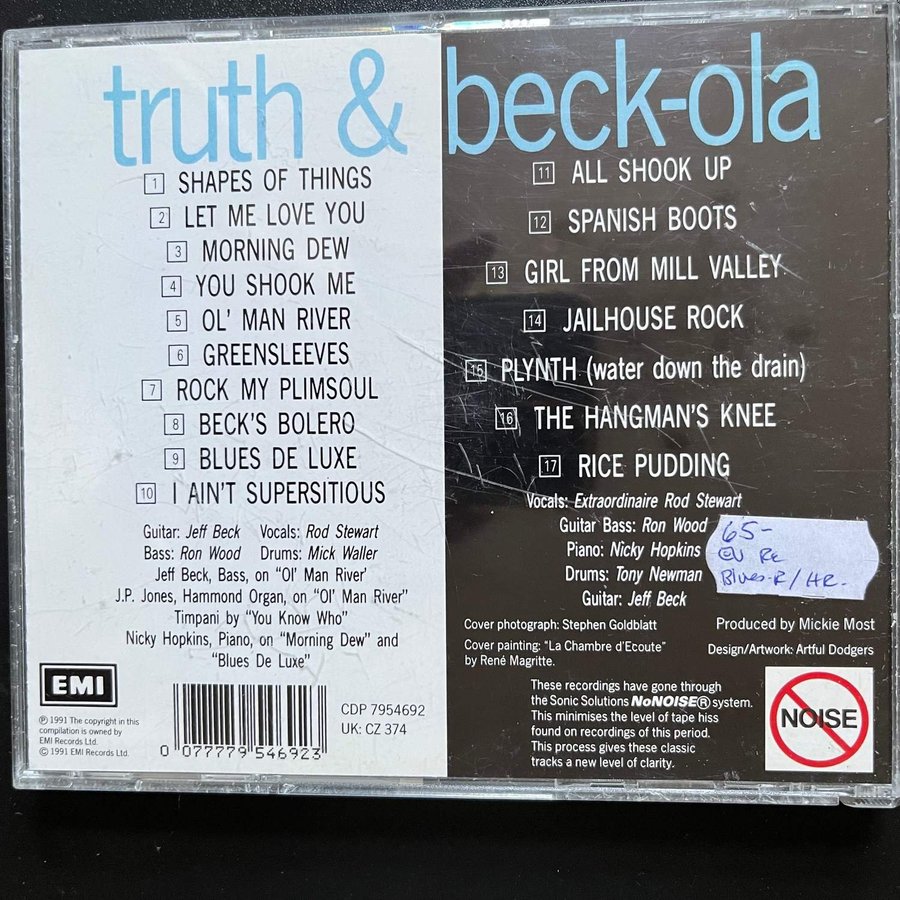 truth & beck-ola
1 SHAPES OF THINGS
2 LET ME LOVE YOU
3 MORNING DEW
4 YOU SHOOK ME
5 OL' MAN RIVER
6 GREENSLEEVES
7 ROCK MY PLIMSOUL
8 BECK'S BOLERO
9 BLUES DE LUXE
10 I AIN'T SUPERSITIOUS
Guitar: Jeff Beck Vocals: Rod Stewart
Bass: Ron Wood Drums: Mick Waller
Jeff Beck, Bass, on "Ol' Man River'
J.P. Jones, Hammond Organ, on "Ol' Man River"
Timpani by "You Know Who"
Nicky Hopkins, Piano, on "Morning Dew" and
"Blues De Luxe"
EMI
℗ 1991 The copyright in this
compilation is owned by
EMI Records Ltd.
© 1991 EMI Records Ltd.
0 077779 546923
CDP 7954692
UK: CZ 374
11 ALL SHOOK UP
12 SPANISH BOOTS
13 GIRL FROM MILL VALLEY
14 JAILHOUSE ROCK
15 PLYNTH (water down the drain)
16 THE HANGMAN'S KNEE
17 RICE PUDDING
Vocals: Extraordinaire Rod Stewart
Guitar Bass: Ron Wood
Piano: Nicky Hopkins
Drums: Tony Newman
Guitar: Jeff Beck
65-
EU RE
Blues-R/HR-
Cover photograph: Stephen Goldblatt
Cover painting: "La Chambre d'Ecoute"
by René Magritte.
Produced by Mickie Most
Design/Artwork: Artful Dodgers
These recordings have gone through
the Sonic Solutions NoNOISE® system.
This minimises the level of tape hiss
found on recordings of this period.
This process gives these classic
tracks a new level of clarity.
NOISE